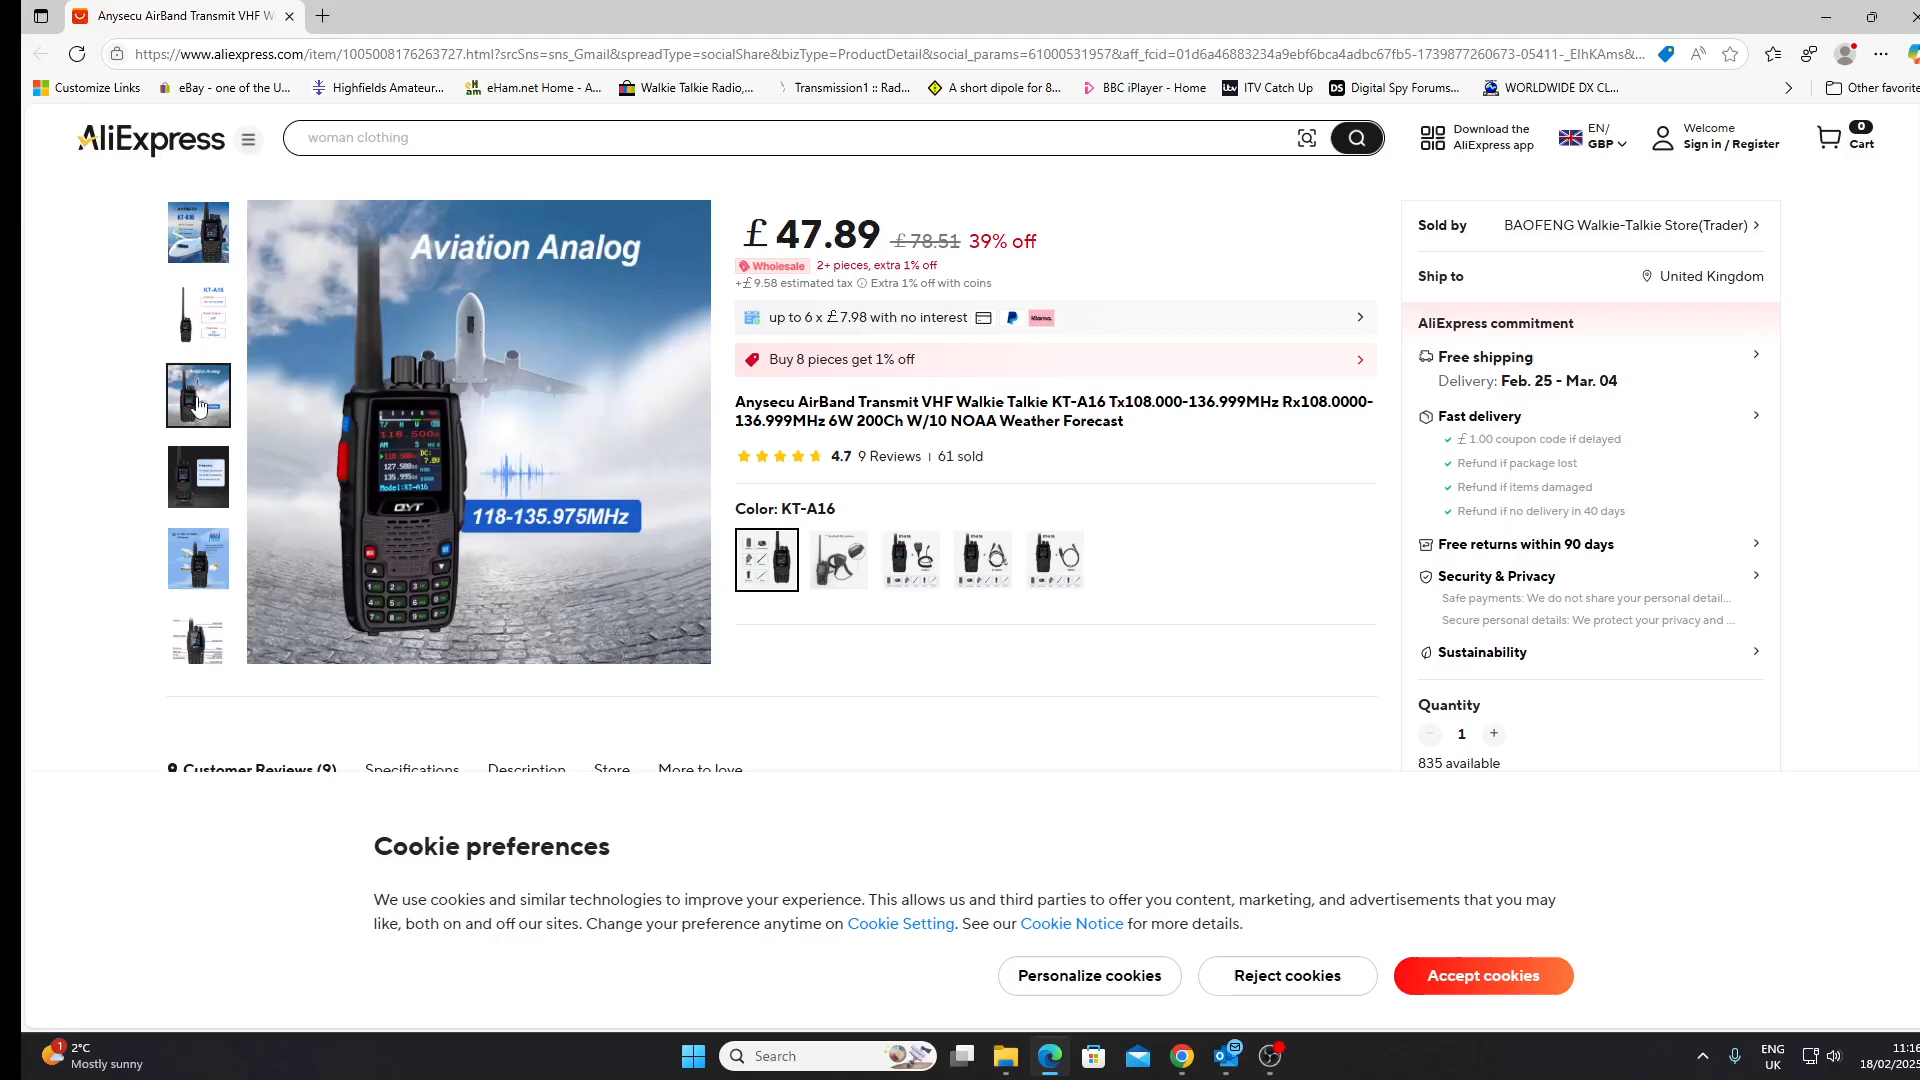 Anysecu AirBand Transmit VHF W
https://www.aliexpress.com/item/1005008176263727.html?srcSns=sns_Gmail&spreadType=socialShare&bizType=ProductDetail&social_params=61000531957&aff_fcid=01d6a46883234a9ebf6bca4adbc67fb5-1739877260673-05411-_EIhKAms&...
Customize Links
eBay - one of the U...
Highfields Amateur...
eHam.net Home - A...
Walkie Talkie Radio,...
Transmission1 :: Rad...
A short dipole for 8...
BBC iPlayer - Home
ITV Catch Up
Digital Spy Forums...
WORLDWIDE DX CL...
Other favorite
AliExpress
woman clothing
Download the
AliExpress app
EN/
GBP
Welcome
Sign in / Register
0
Cart
Aviation Analog
118-135.975MHz
QYT
KT-A16
£47.89 £78.51 39% off
Wholesale 2+ pieces, extra 1% off
+£9.58 estimated tax Extra 1% off with coins
up to 6 x £7.98 with no interest
Klarna.
Buy 8 pieces get 1% off
Anysecu AirBand Transmit VHF Walkie Talkie KT-A16 Tx108.000-136.999MHz Rx108.0000-
136.999MHz 6W 200Ch W/10 NOAA Weather Forecast
4.7 9 Reviews | 61 sold
Color: KT-A16
Sold by BAOFENG Walkie-Talkie Store(Trader)
Ship to United Kingdom
AliExpress commitment
Free shipping
Delivery: Feb. 25 - Mar. 04
Fast delivery
£1.00 coupon code if delayed
Refund if package lost
Refund if items damaged
Refund if no delivery in 40 days
Free returns within 90 days
Security & Privacy
Safe payments: We do not share your personal detail...
Secure personal details: We protect your privacy and ...
Sustainability
Quantity
1
835 available
Customer Reviews (9) Specifications Description Store More to love
Cookie preferences
We use cookies and similar technologies to improve your experience. This allows us and third parties to offer you content, marketing, and advertisements that you may
like, both on and off our sites. Change your preference anytime on Cookie Setting. See our Cookie Notice for more details.
Personalize cookies
Reject cookies
Accept cookies
1
2°C
Mostly sunny
Search
ENG
UK
11:16
18/02/2025